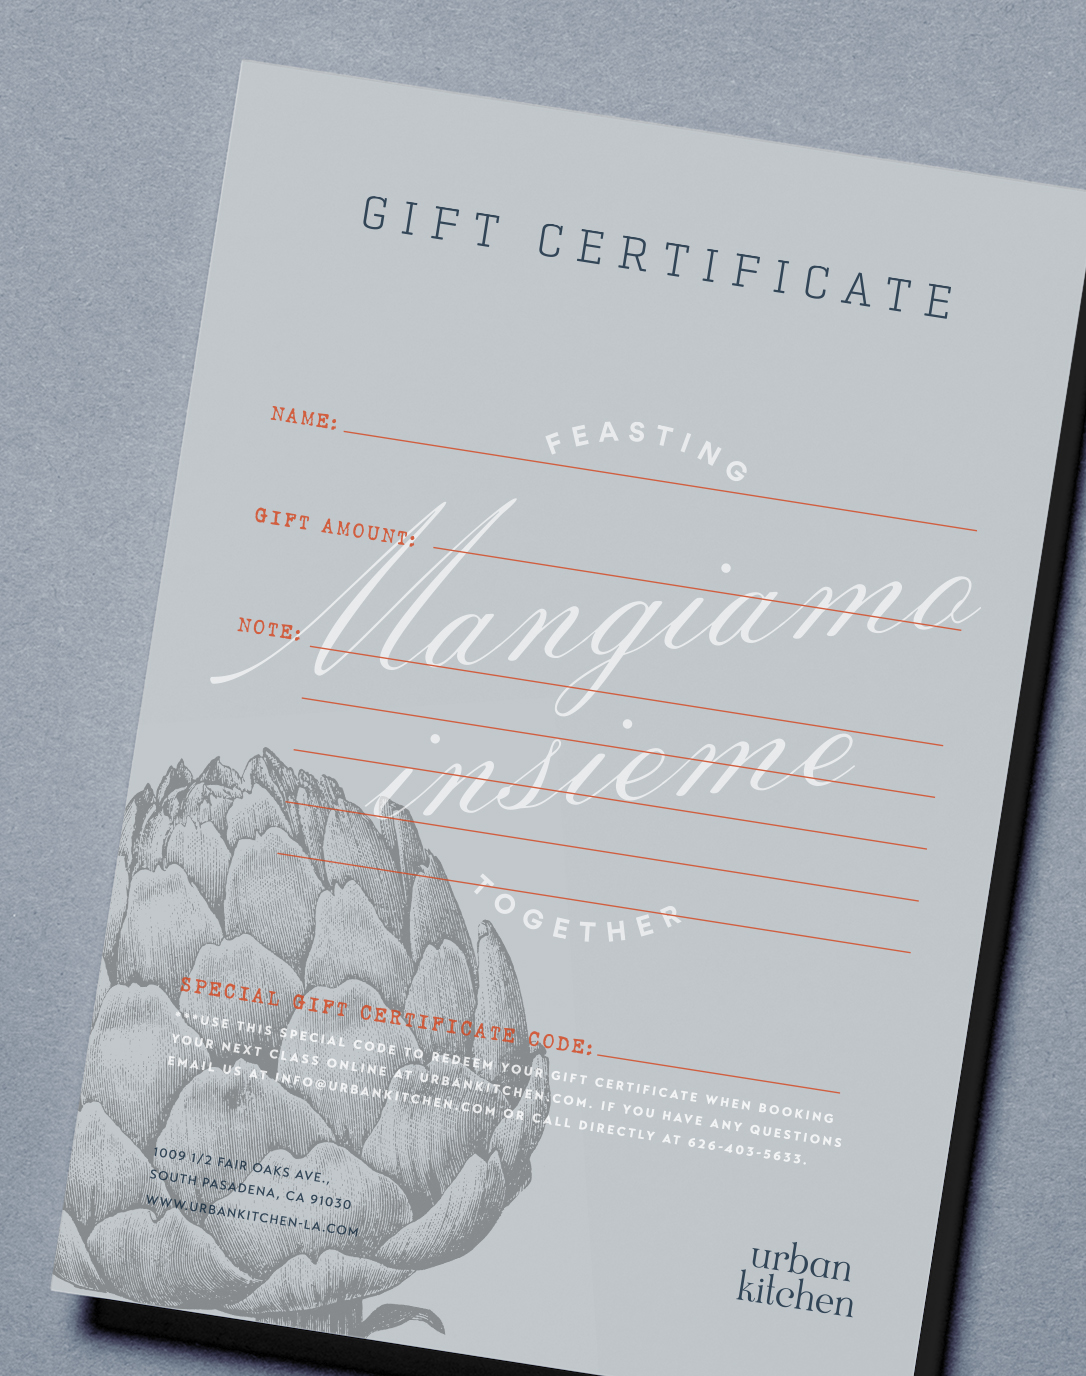 GIFT CERTIFICATE
NAME:
FEASTING
GIFT AMOUNT:
Mangiamo
NOTE:
insieme
TOGETHER
SPECIAL GIFT CERTIFICATE CODE:
***USE THIS SPECIAL CODE TO REDEEM YOUR GIFT CERTIFICATE WHEN BOOKING
YOUR NEXT CLASS ONLINE AT URBANKITCHEN.COM. IF YOU HAVE ANY QUESTIONS
EMAIL US AT INFO@URBANKITCHEN.COM OR CALL DIRECTLY AT 626-403-5633.
1009 1/2 FAIR OAKS AVE.,
SOUTH PASADENA, CA 91030
WWW.URBANKITCHEN-LA.COM
urban
kitchen